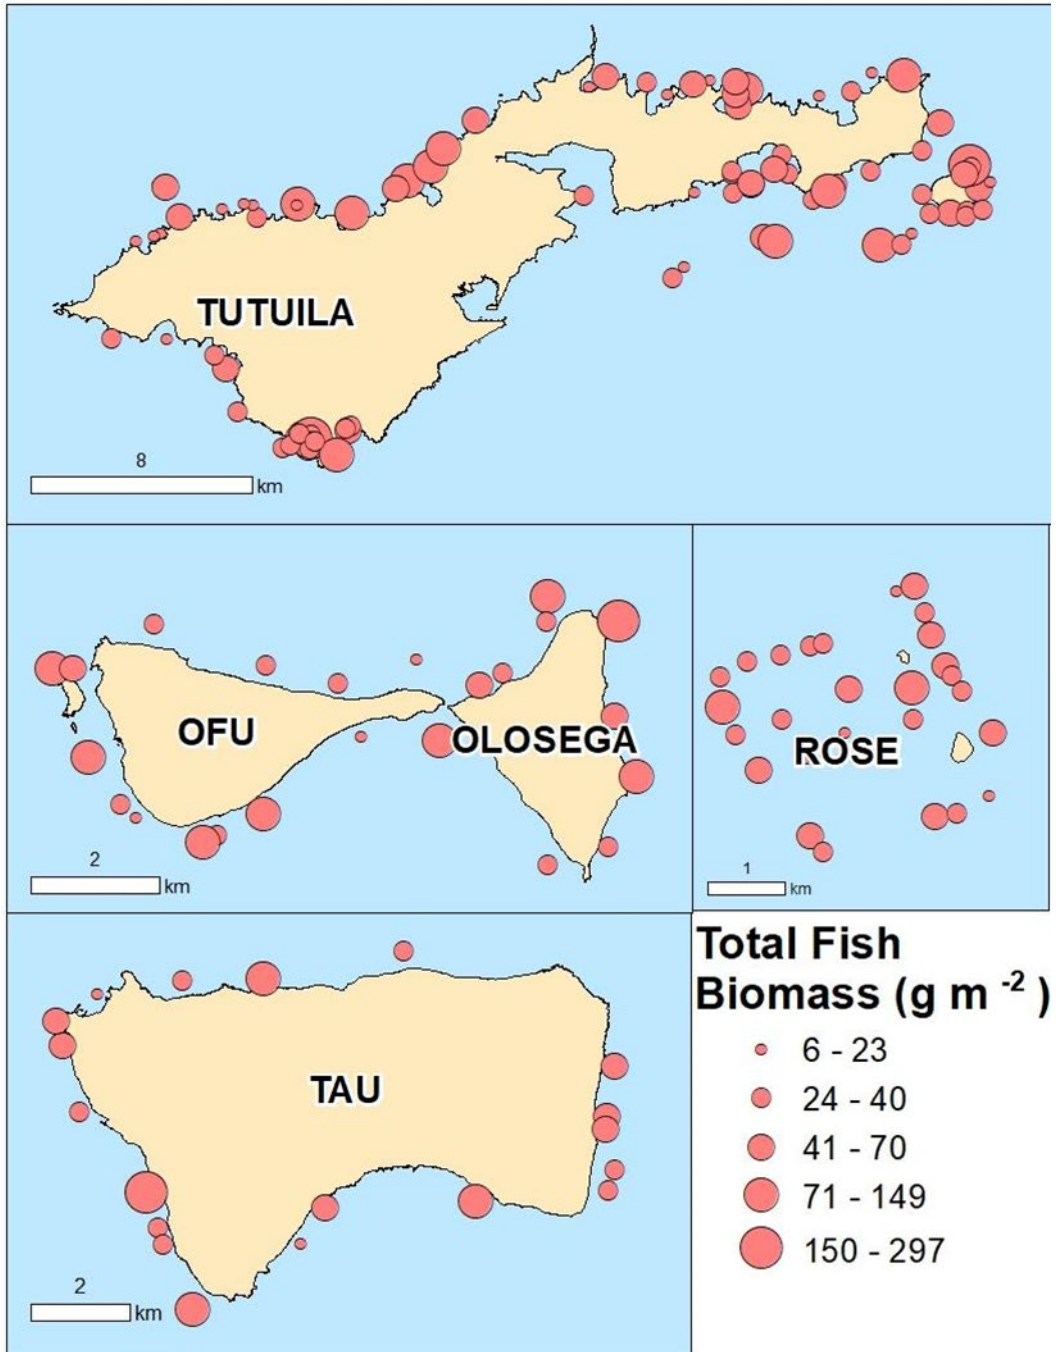 TUTUILA
8
km
OFU
OLOSEGA
2
km
ROSE
1
km
TAU
2
km
Total Fish
Biomass (g m -2 )
6 - 23
24 - 40
41 - 70
71 - 149
150 - 297